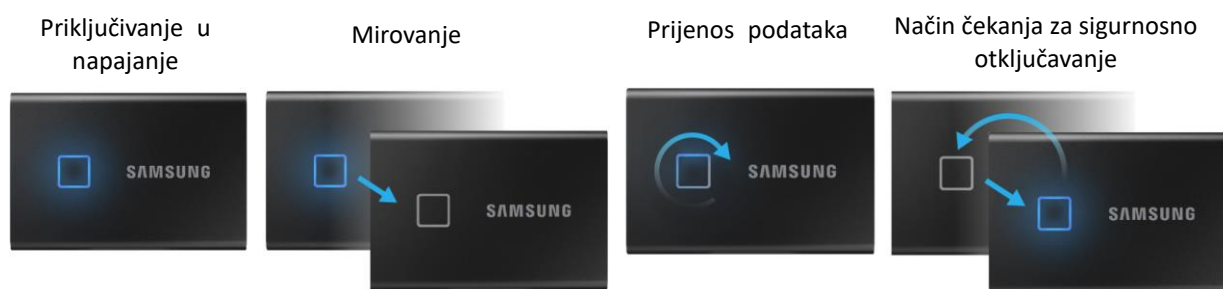 Priključivanje u
napajanje
Mirovanje
Prijenos podataka
Način čekanja za sigurnosno
otključavanje
SAMSUNG
SAMSUNG
SAMSUNG
SAMSUNG